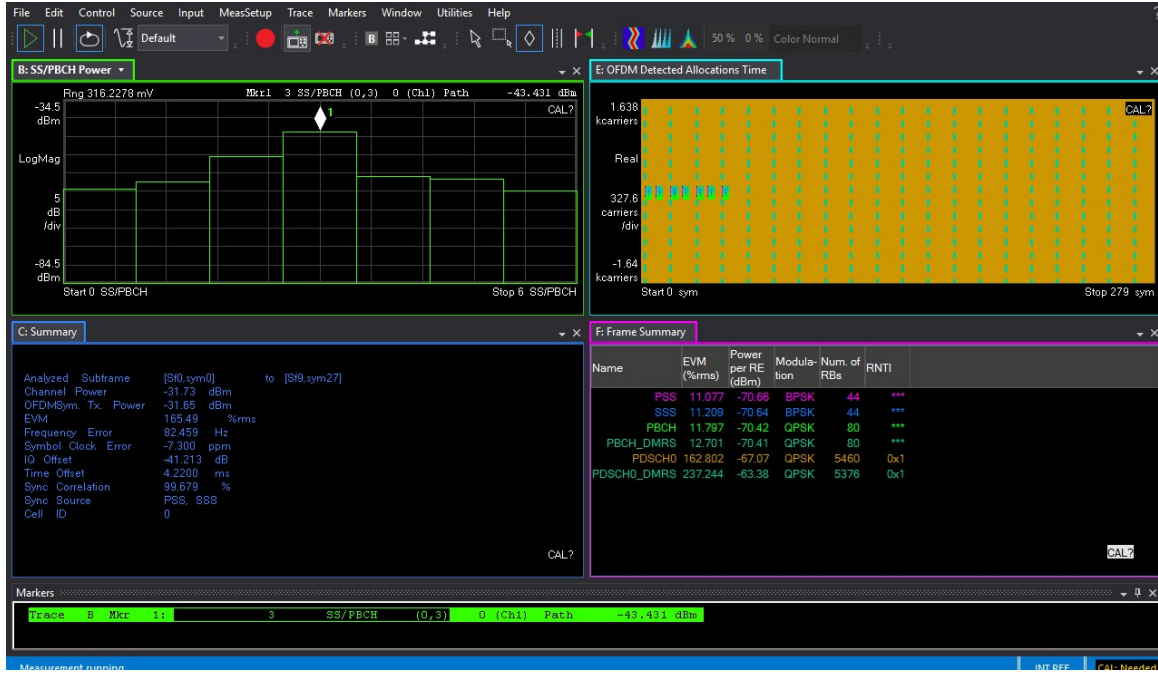 File Edit Control Source Input MeasSetup Trace Markers Window Utilities Help
Default B 50 % 0 % Color Normal
B: SS/PBCH Power
Rng 316.2278 mV Mkr1 3 SS/PBCH (0,3) 0 (Ch1) Path -43.431 dBm
-34.5
dBm
CAL?
1
LogMag
5
dB
/div
-84.5
dBm
Start 0 SS/PBCH Stop 6 SS/PBCH
E: OFDM Detected Allocations Time
1.638
kcarriers
CAL?
Real
327.6
carriers
/div
-1.64
kcarriers
Start 0 sym Stop 279 sym
C: Summary
Analyzed Subframe [Sf0,sym0] to [Sf9,sym27]
Channel Power -31.73 dBm
OFDMSym. Tx. Power -31.65 dBm
EVM 165.49 %rms
Frequency Error 82.459 Hz
Symbol Clock Error -7.300 ppm
IQ Offset -41.213 dB
Time Offset 4.2200 ms
Sync Correlation 99.679 %
Sync Source PSS, SSS
Cell ID 0
CAL?
F: Frame Summary
Name EVM (%rms) Power per RE (dBm) Modula-tion Num. of RBs RNTI
PSS 11.077 -70.66 BPSK 44 ***
SSS 11.209 -70.64 BPSK 44 ***
PBCH 11.797 -70.42 QPSK 80 ***
PBCH_DMRS 12.701 -70.41 QPSK 80 ***
PDSCH0 162.802 -67.07 QPSK 5460 0x1
PDSCH0_DMRS 237.244 -63.38 QPSK 5376 0x1
CAL?
Markers
Trace B Mkr 1: 3 SS/PBCH (0,3) 0 (Ch1) Path -43.431 dBm
Measurement running INT REF CAL: Needed